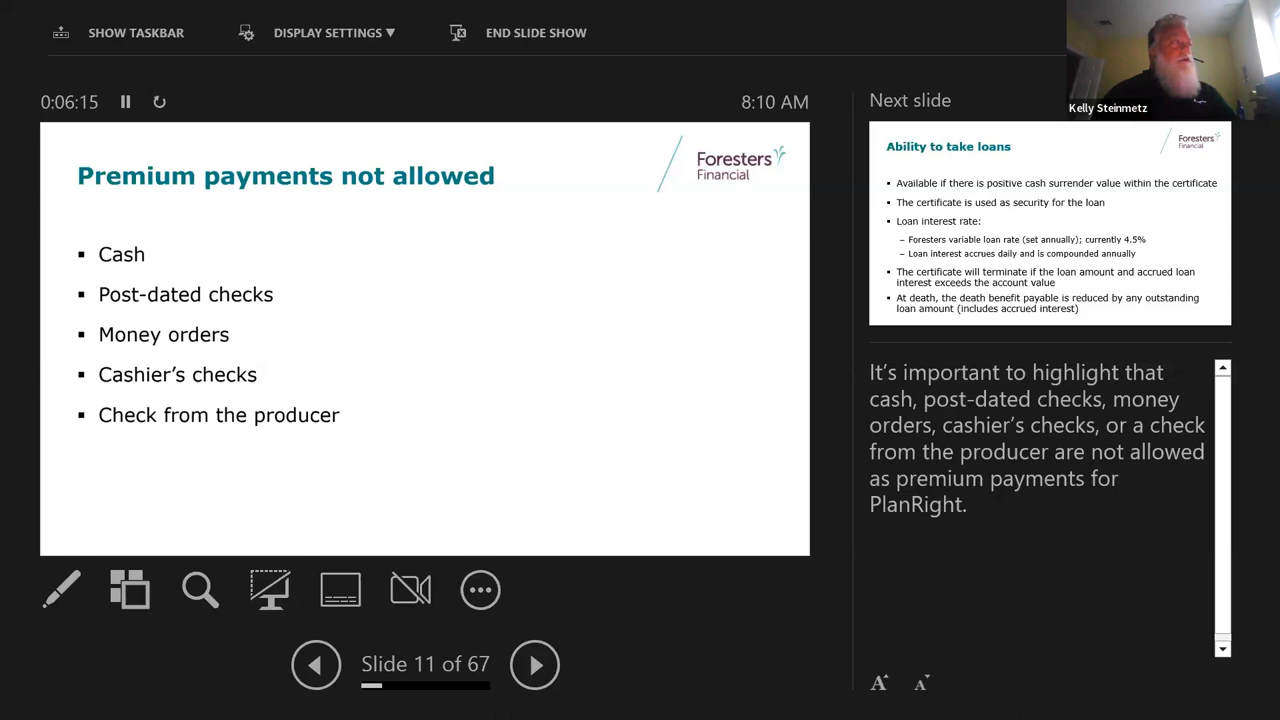 SHOW TASKBAR
DISPLAY SETTINGS ▼
END SLIDE SHOW
Kelly Steinmetz
0:06:15
8:10 AM
Premium payments not allowed
Foresters
Financial
▪ Cash
▪ Post-dated checks
▪ Money orders
▪ Cashier’s checks
▪ Check from the producer
Slide 11 of 67
Next slide
Ability to take loans
Foresters
Financial
▪ Available if there is positive cash surrender value within the certificate
▪ The certificate is used as security for the loan
▪ Loan interest rate:
– Foresters variable loan rate (set annually); currently 4.5%
– Loan interest accrues daily and is compounded annually
▪ The certificate will terminate if the loan amount and accrued loan
interest exceeds the account value
▪ At death, the death benefit payable is reduced by any outstanding
loan amount (includes accrued interest)
It’s important to highlight that
cash, post-dated checks, money
orders, cashier’s checks, or a check
from the producer are not allowed
as premium payments for
PlanRight.
A A